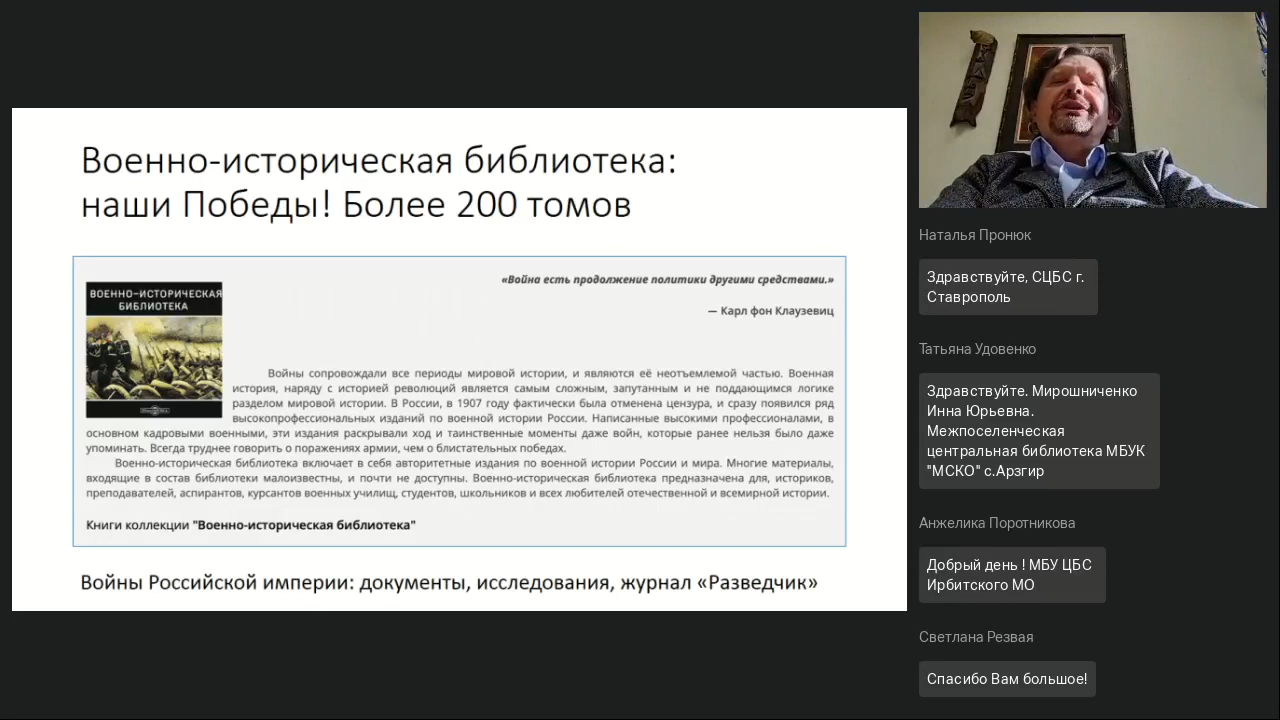 Военно-историческая библиотека:
наши Победы! Более 200 томов
«Война есть продолжение политики другими средствами.»
— Карл фон Клаузевиц
ВОЕННО-ИСТОРИЧЕСКАЯ
БИБЛИОТЕКА
Войны сопровождали все периоды мировой истории, и являются её неотъемлемой частью. Военная
история, наряду с историей революций является самым сложным, запутанным и не поддающимся логике
разделом мировой истории. В России, в 1907 году фактически была отменена цензура, и сразу появился ряд
высокопрофессиональных изданий по военной истории России. Написанные высокими профессионалами, в
основном кадровыми военными, эти издания раскрывали ход и таинственные моменты даже войн, которые ранее нельзя было даже
упоминать. Всегда труднее говорить о поражениях армии, чем о блистательных победах.
Военно-историческая библиотека включает в себя авторитетные издания по военной истории России и мира. Многие материалы,
входящие в состав библиотеки малоизвестны, и почти не доступны. Военно-историческая библиотека предназначена для, историков,
преподавателей, аспирантов, курсантов военных училищ, студентов, школьников и всех любителей отечественной и всемирной истории.
Книги коллекции "Военно-историческая библиотека"
Войны Российской империи: документы, исследования, журнал «Разведчик»
Наталья Пронюк
Здравствуйте, СЦБС г.
Ставрополь
Татьяна Удовенко
Здравствуйте. Мирошниченко
Инна Юрьевна.
Межпоселенческая
центральная библиотека МБУК
"МСКО" с.Арзгир
Анжелика Поротникова
Добрый день ! МБУ ЦБС
Ирбитского МО
Светлана Резвая
Спасибо Вам большое!